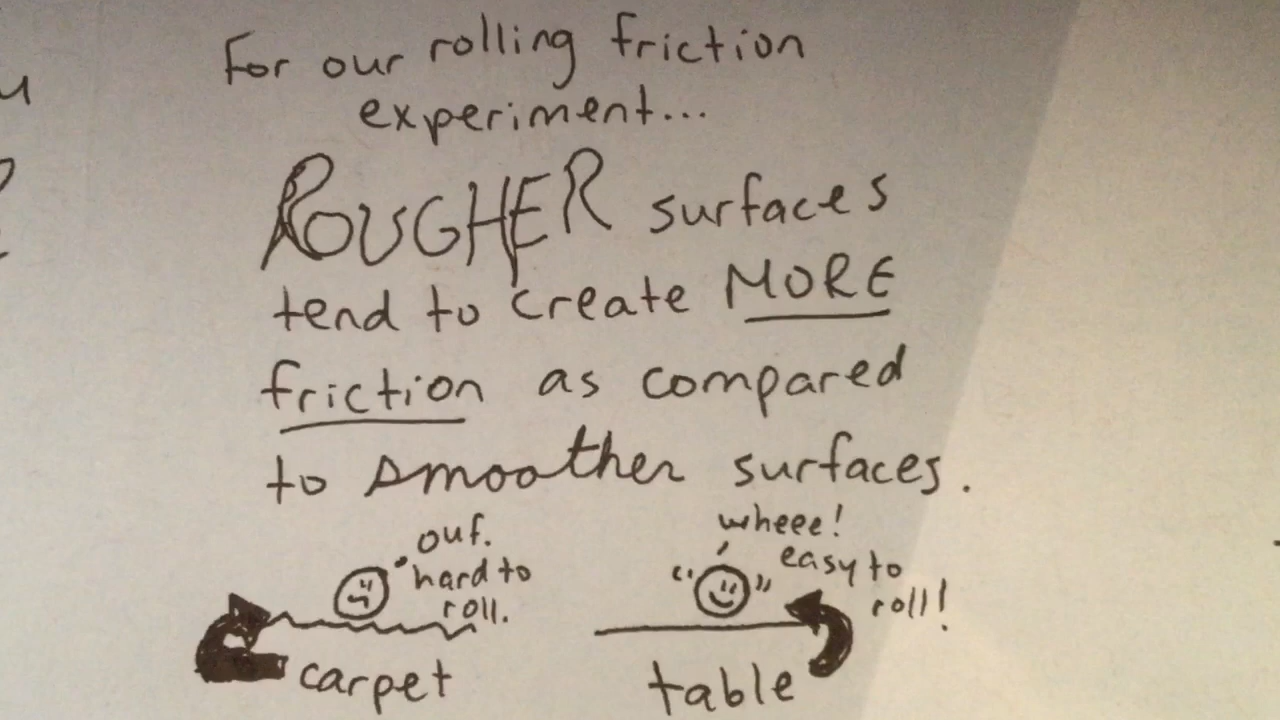 For our rolling friction
experiment...
ROUGHER surfaces
tend to create MORE
friction as compared
to smoother surfaces.
ouf.
hard to
roll.
carpet
wheee!
easy to
roll!
table